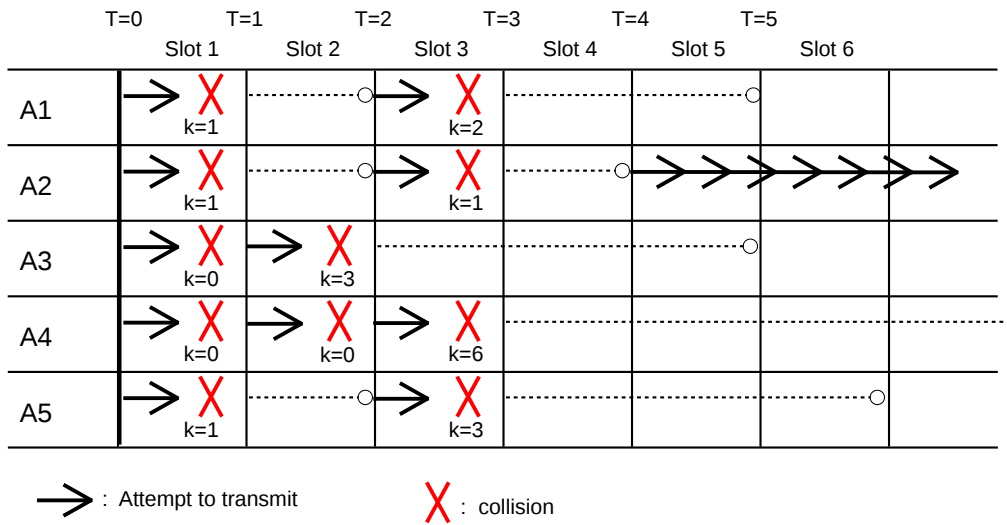 T=0 T=1 T=2 T=3 T=4 T=5
Slot 1 Slot 2 Slot 3 Slot 4 Slot 5 Slot 6
A1
k=1 k=2
A2
k=1 k=1
A3
k=0 k=3
A4
k=0 k=0 k=6
A5
k=1 k=3
: Attempt to transmit : collision